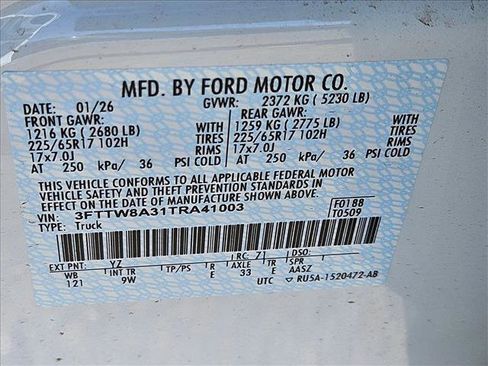 MFD. BY FORD MOTOR CO.
DATE: 01/26 GVWR: 2372 KG ( 5230 LB)
FRONT GAWR: REAR GAWR:
1216 KG ( 2680 LB) WITH 1259 KG ( 2775 LB) WITH
225/65R17 102H TIRES 225/65R17 102H TIRES
17x7.0J RIMS 17x7.0J RIMS
AT 250 kPa/ 36 PSI COLD AT 250 kPa/ 36 PSI COLD
THIS VEHICLE CONFORMS TO ALL APPLICABLE FEDERAL MOTOR
VEHICLE SAFETY AND THEFT PREVENTION STANDARDS IN
EFFECT ON THE DATE OF MANUFACTURE SHOWN ABOVE.
VIN: 3FTTW8A31TRA41003 F0188
TYPE: Truck T0509
EXT PNT: YZ RC: 7 DSO:
WB INT TR TP/PS R AXLE TR SPR
121 9W E 33 E AASZ
UTC RU5A-1520472-AB